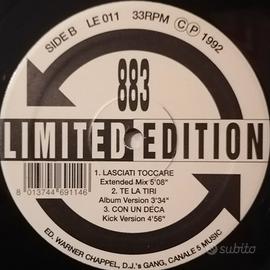 SIDE B LE 011 33RPM Ⓒ Ⓟ 1992
883
LIMITED EDITION
1. LASCIATI TOCCARE
Extended Mix 5'08"
2. TE LA TIRI
Album Version 3'34"
3. CON UN DECA
Kick Version 4'56"
8 013744 691146
ED. WARNER CHAPPEL, D.J.'s GANG, CANALE 5 MUSIC
subito